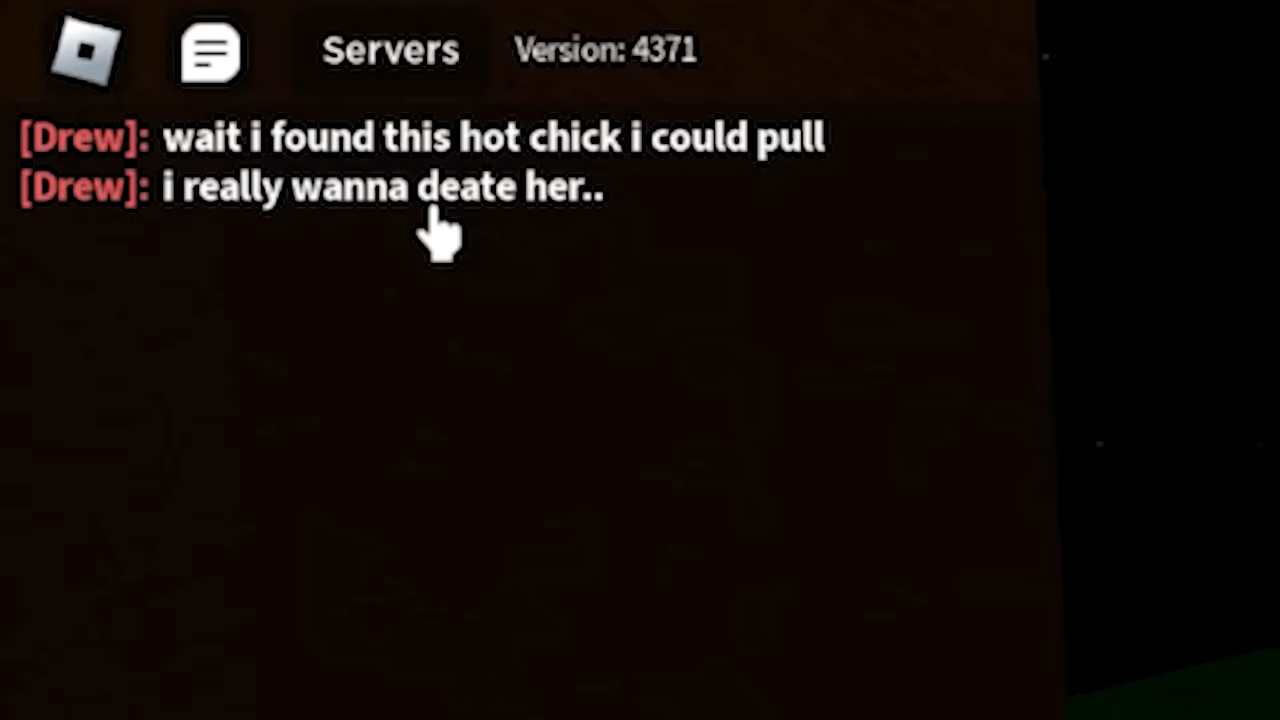 Servers Version: 4371
[Drew]: wait i found this hot chick i could pull
[Drew]: i really wanna deate her..